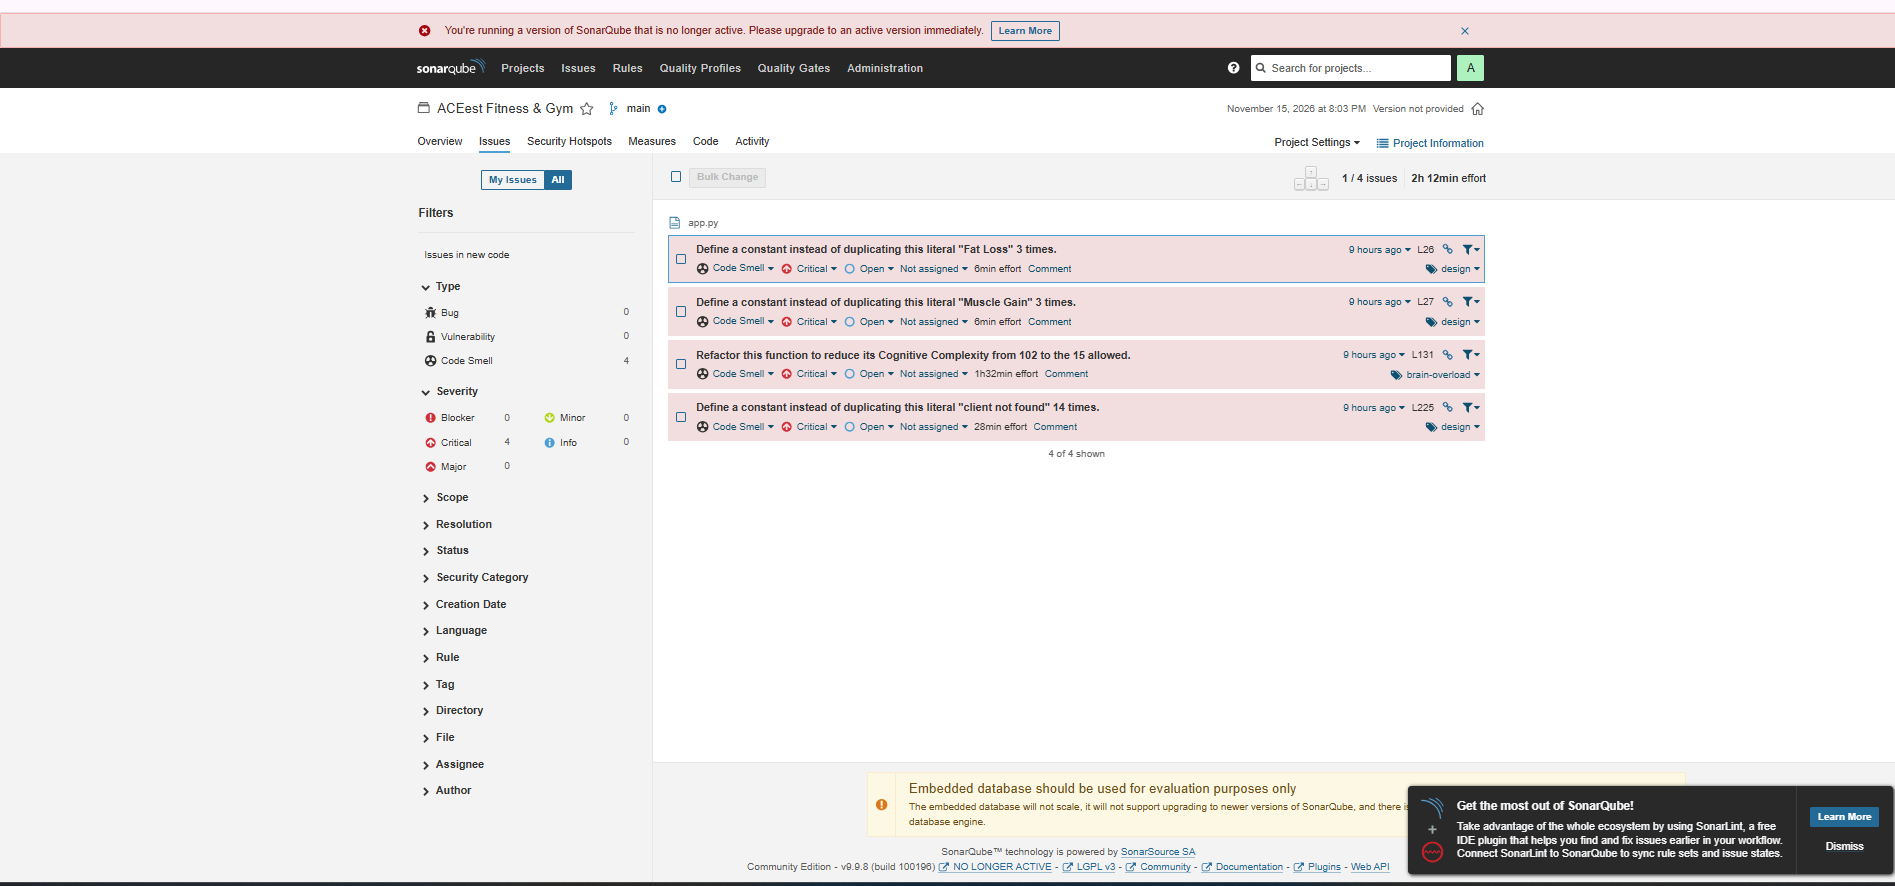 You're running a version of SonarQube that is no longer active. Please upgrade to an active version immediately. Learn More
sonarqube Projects Issues Rules Quality Profiles Quality Gates Administration Search for projects... A
ACEest Fitness & Gym main November 15, 2026 at 8:03 PM Version not provided
Overview Issues Security Hotspots Measures Code Activity Project Settings Project Information
My Issues All
Bulk Change 1 / 4 issues 2h 12min effort
Filters
Issues in new code
Type
Bug 0
Vulnerability 0
Code Smell 4
Severity
Blocker 0 Minor 0
Critical 4 Info 0
Major 0
Scope
Resolution
Status
Security Category
Creation Date
Language
Rule
Tag
Directory
File
Assignee
Author
app.py
Define a constant instead of duplicating this literal "Fat Loss" 3 times. 9 hours ago L26
Code Smell Critical Open Not assigned 6min effort Comment design
Define a constant instead of duplicating this literal "Muscle Gain" 3 times. 9 hours ago L27
Code Smell Critical Open Not assigned 6min effort Comment design
Refactor this function to reduce its Cognitive Complexity from 102 to the 15 allowed. 9 hours ago L131
Code Smell Critical Open Not assigned 1h32min effort Comment brain-overload
Define a constant instead of duplicating this literal "client not found" 14 times. 9 hours ago L225
Code Smell Critical Open Not assigned 28min effort Comment design
4 of 4 shown
Embedded database should be used for evaluation purposes only
The embedded database will not scale, it will not support upgrading to newer versions of SonarQube, and there is
database engine.
SonarQube™ technology is powered by SonarSource SA
Community Edition - v9.9.8 (build 100196) NO LONGER ACTIVE - LGPL v3 - Community - Documentation - Plugins - Web API
Get the most out of SonarQube!
Take advantage of the whole ecosystem by using SonarLint, a free
IDE plugin that helps you find and fix issues earlier in your workflow.
Connect SonarLint to SonarQube to sync rule sets and issue states.
Learn More
Dismiss